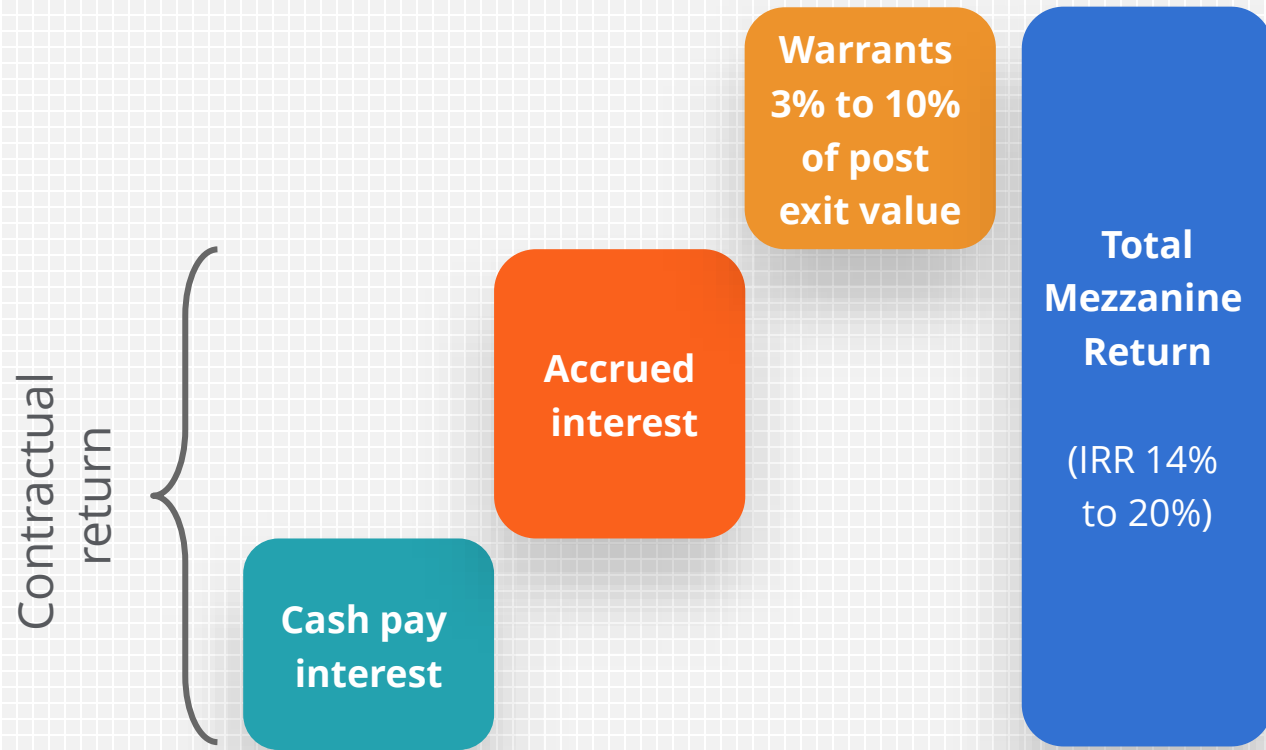 Contractual
return
Cash pay
interest
Accrued
interest
Warrants
3% to 10%
of post
exit value
Total
Mezzanine
Return
(IRR 14%
to 20%)